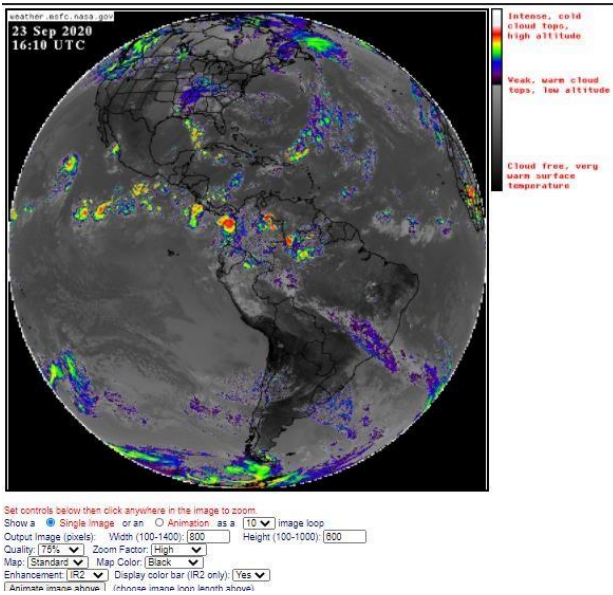 weather.msfc.nasa.gov
23 Sep 2020
16:10 UTC
Intense, cold
cloud tops,
high altitude
Weak, warm cloud
tops, low altitude
Cloud free, very
warm surface
temperature
Set controls below then click anywhere in the image to zoom.
Show a Single Image or an Animation as a 10 image loop
Output Image (pixels): Width (100-1400): 800 Height (100-1000): 600
Quality: 75% Zoom Factor: High
Map: Standard Map Color: Black
Enhancement: IR2 Display color bar (IR2 only): Yes
Animate image above (choose image loop length above)